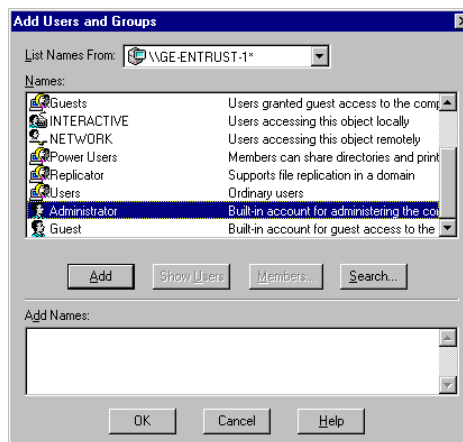 Add Users and Groups
List Names From: \\GE-ENTRUST-1*
Names:
Guests Users granted guest access to the comp
INTERACTIVE Users accessing this object locally
NETWORK Users accessing this object remotely
Power Users Members can share directories and print
Replicator Supports file replication in a domain
Users Ordinary users
Administrator Built-in account for administering the co
Guest Built-in account for guest access to the
Add Show Users Members... Search...
Add Names:
OK Cancel Help